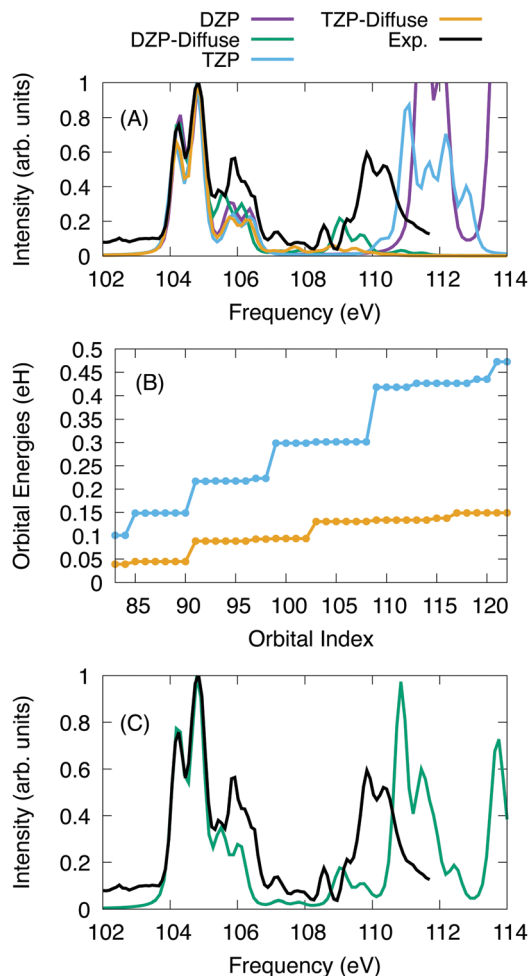 DZP
DZP-Diffuse
TZP
TZP-Diffuse
Exp.
(A)
Intensity (arb. units)
1
0.8
0.6
0.4
0.2
0
102 104 106 108 110 112 114
Frequency (eV)
(B)
Orbital Energies (eH)
0.5
0.45
0.4
0.35
0.3
0.25
0.2
0.15
0.1
0.05
0
85 90 95 100 105 110 115 120
Orbital Index
(C)
Intensity (arb. units)
1
0.8
0.6
0.4
0.2
0
102 104 106 108 110 112 114
Frequency (eV)